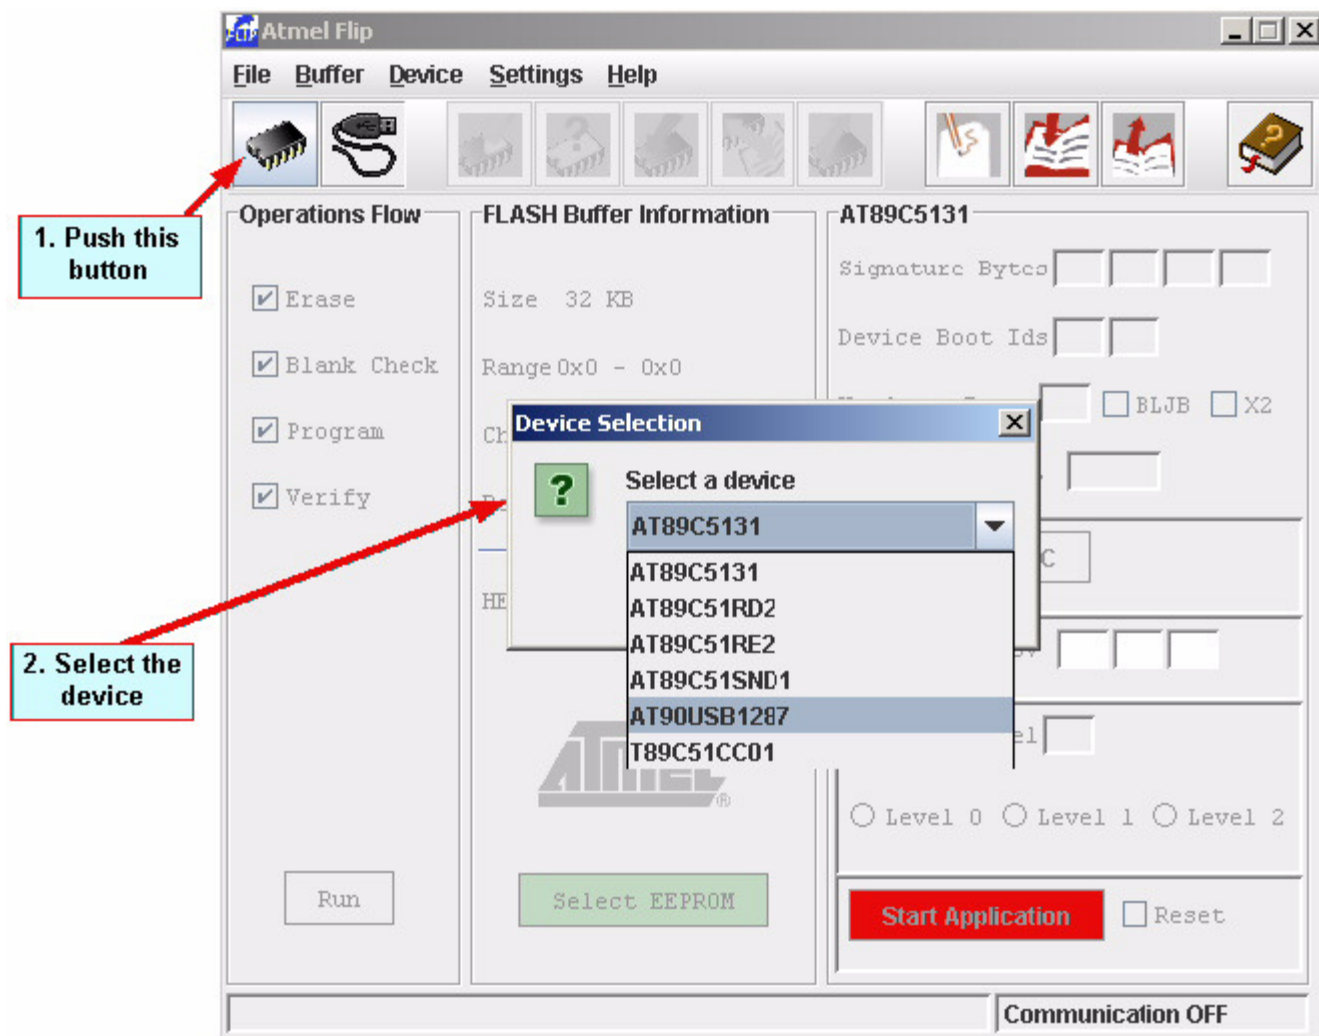 Atmel Flip
File Buffer Device Settings Help
1. Push this
button
Operations Flow
Erase
Blank Check
Program
Verify
Run
FLASH Buffer Information
Size 32 KB
Range 0x0 - 0x0
HE
ATMEL
®
Select EEPROM
AT89C5131
Signature Bytes
Device Boot Ids
BLJB X2
C
el
Level 0 Level 1 Level 2
Start Application Reset
Device Selection
?
Select a device
AT89C5131
AT89C5131
AT89C51RD2
AT89C51RE2
AT89C51SND1
AT90USB1287
T89C51CC01
2. Select the
device
Communication OFF